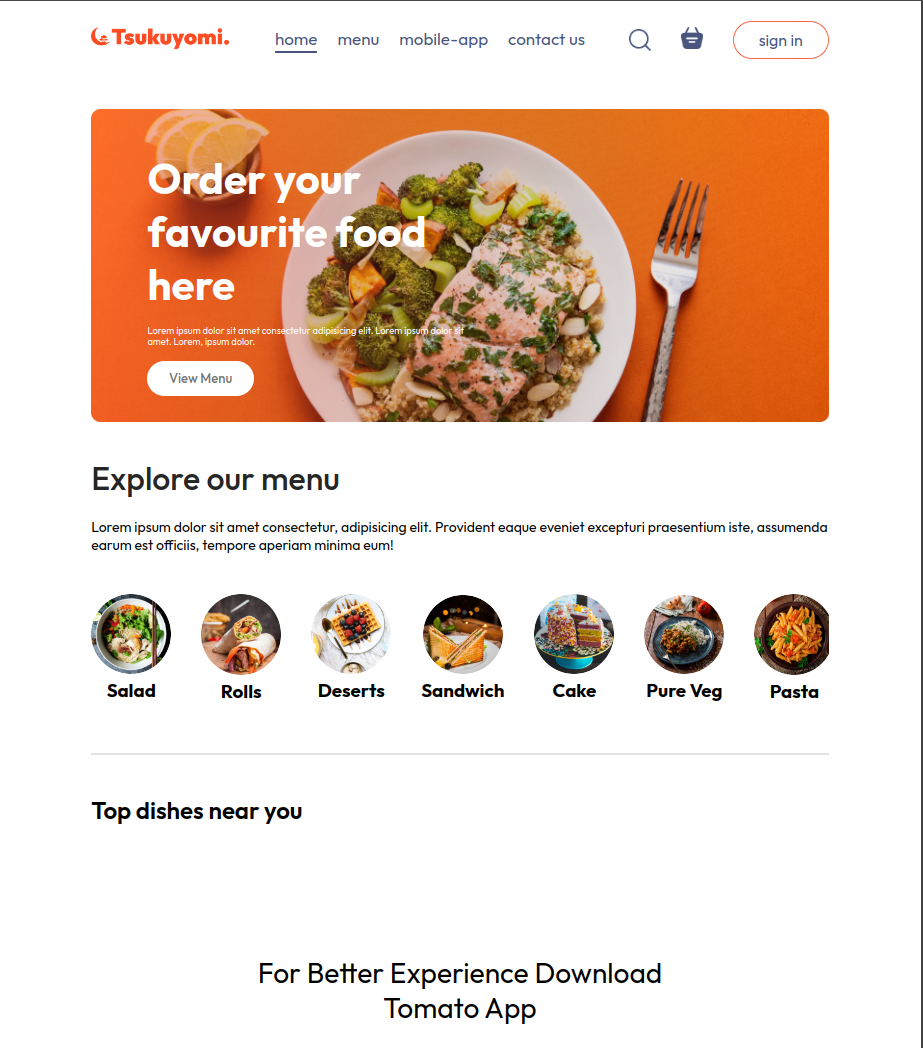 Tsukuyomi.
home menu mobile-app contact us
sign in
Order your
favourite food
here
Lorem ipsum dolor sit amet consectetur adipisicing elit. Lorem ipsum dolor sit
amet. Lorem, ipsum dolor.
View Menu
Explore our menu
Lorem ipsum dolor sit amet consectetur, adipisicing elit. Provident eaque eveniet excepturi praesentium iste, assumenda
earum est officiis, tempore aperiam minima eum!
Salad Rolls Deserts Sandwich Cake Pure Veg Pasta
Top dishes near you
For Better Experience Download
Tomato App